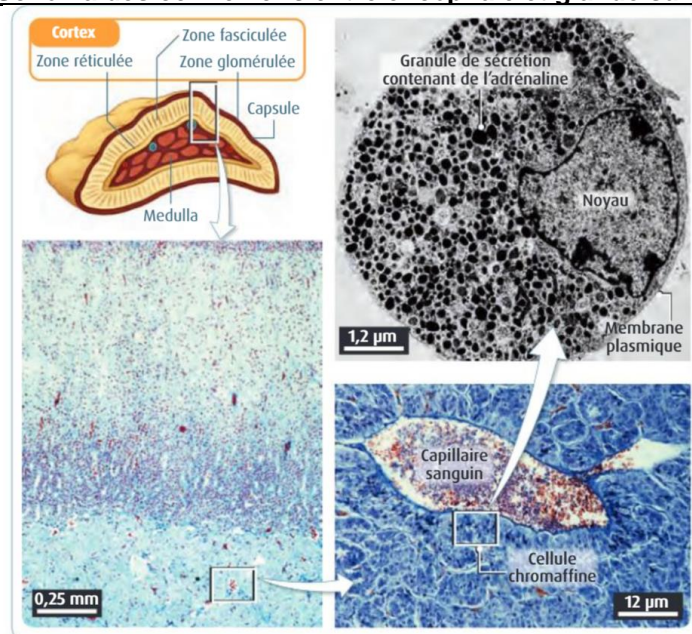 Cortex
Zone fasciculée
Zone réticulée
Zone glomérulée
Capsule
Medulla
Granule de sécrétion
contenant de l'adrénaline
Noyau
Membrane
plasmique
1,2 µm
Capillaire
sanguin
Cellule
chromaffine
0,25 mm
12 µm